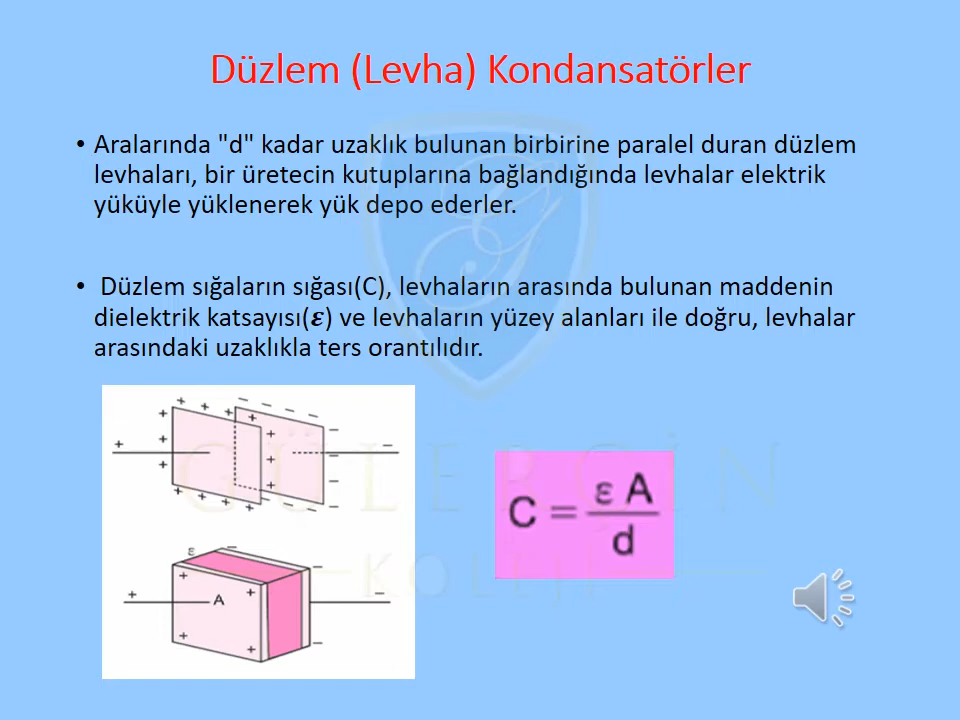 Düzlem (Levha) Kondansatörler
• Aralarında "d" kadar uzaklık bulunan birbirine paralel duran düzlem
levhaları, bir üretecin kutuplarına bağlandığında levhalar elektrik
yüküyle yüklenerek yük depo ederler.
• Düzlem sığaların sığası(C), levhaların arasında bulunan maddenin
dielektrik katsayısı(ε) ve levhaların yüzey alanları ile doğru, levhalar
arasındaki uzaklıkla ters orantılıdır.
ε
A
C = ε A / d
KOLEJİ